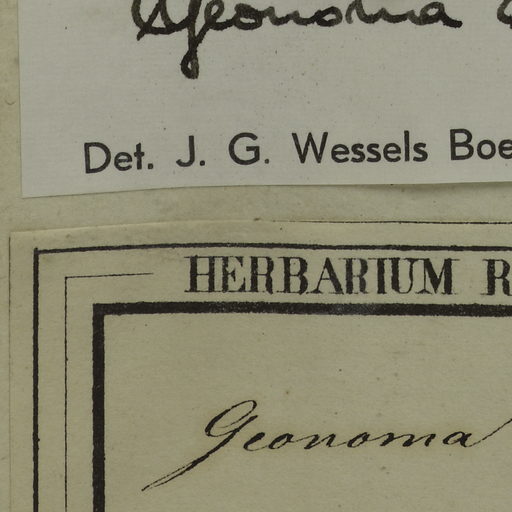 Geonoma
Det. J. G. Wessels Boe
HERBARIUM R
Geonoma